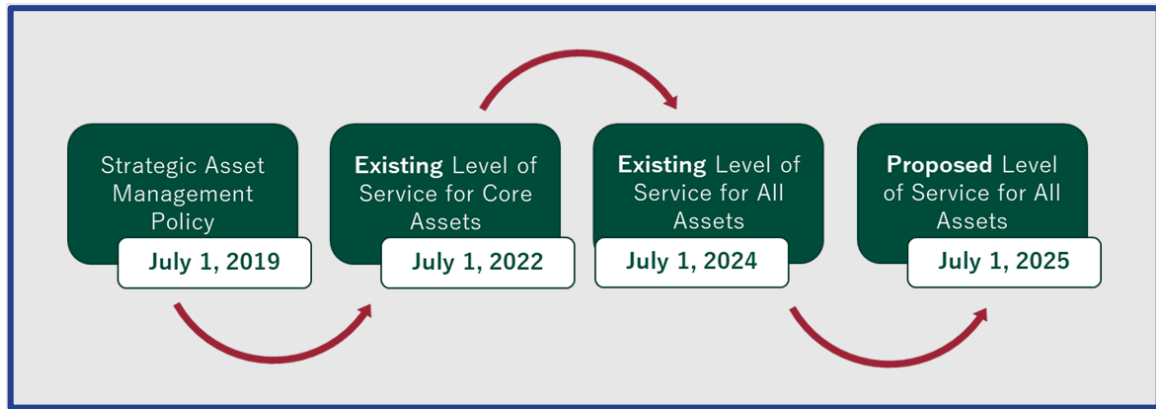 Strategic Asset
Management
Policy
July 1, 2019
Existing Level of
Service for Core
Assets
July 1, 2022
Existing Level of
Service for All
Assets
July 1, 2024
Proposed Level
of Service for All
Assets
July 1, 2025